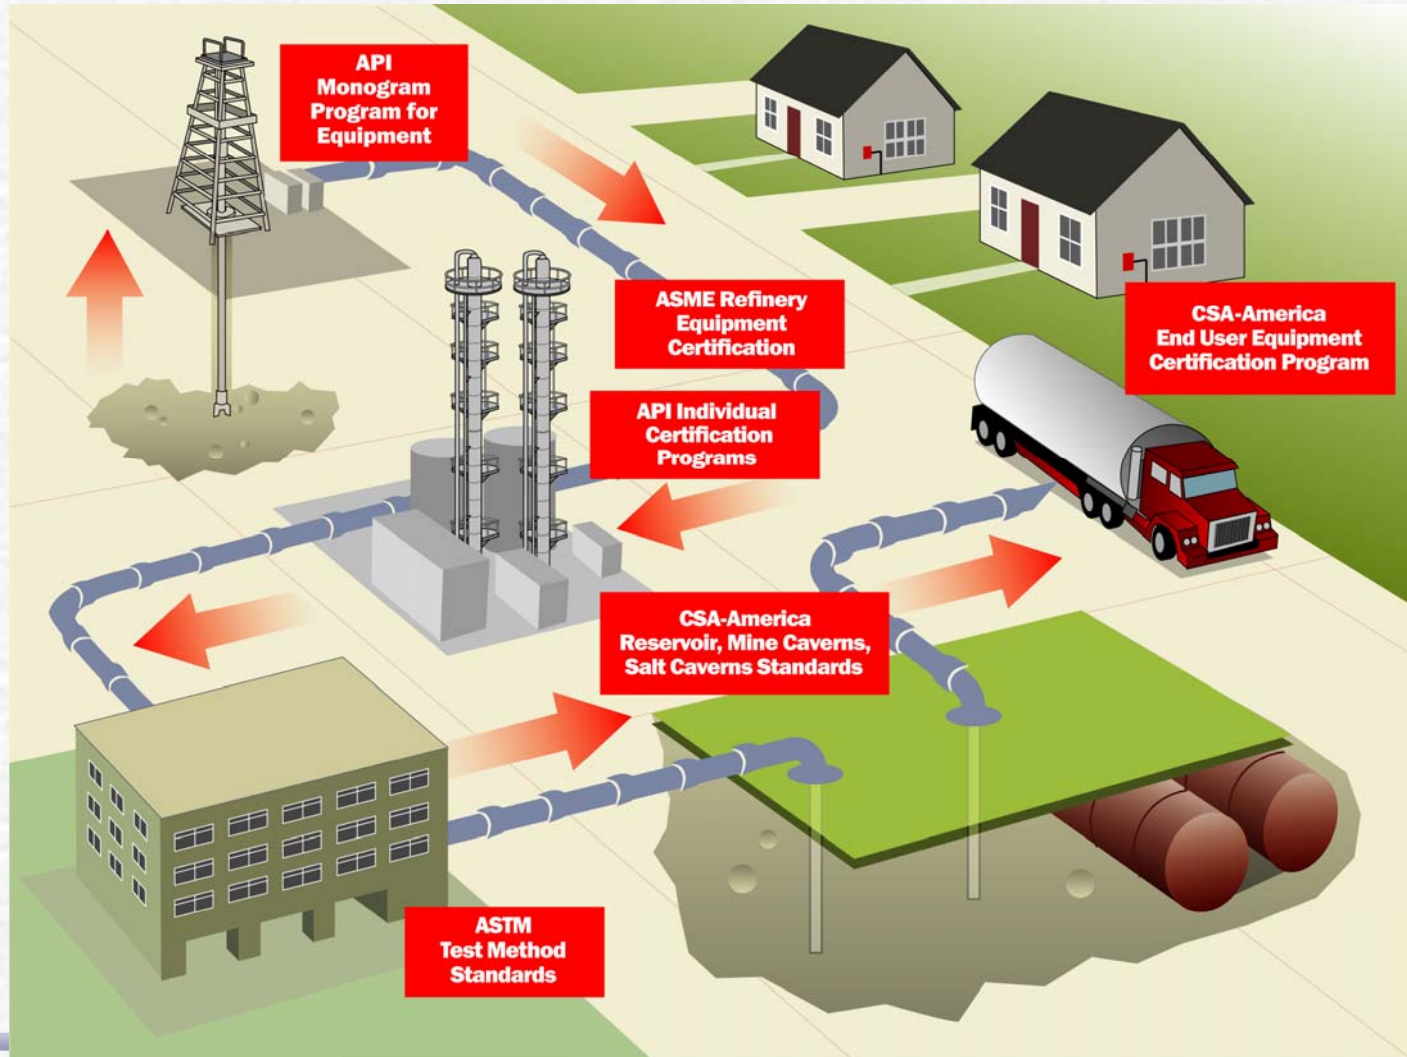 API
Monogram
Program for
Equipment
ASME Refinery
Equipment
Certification
CSA-America
End User Equipment
Certification Program
API Individual
Certification
Programs
CSA-America
Reservoir, Mine Caverns,
Salt Caverns Standards
ASTM
Test Method
Standards